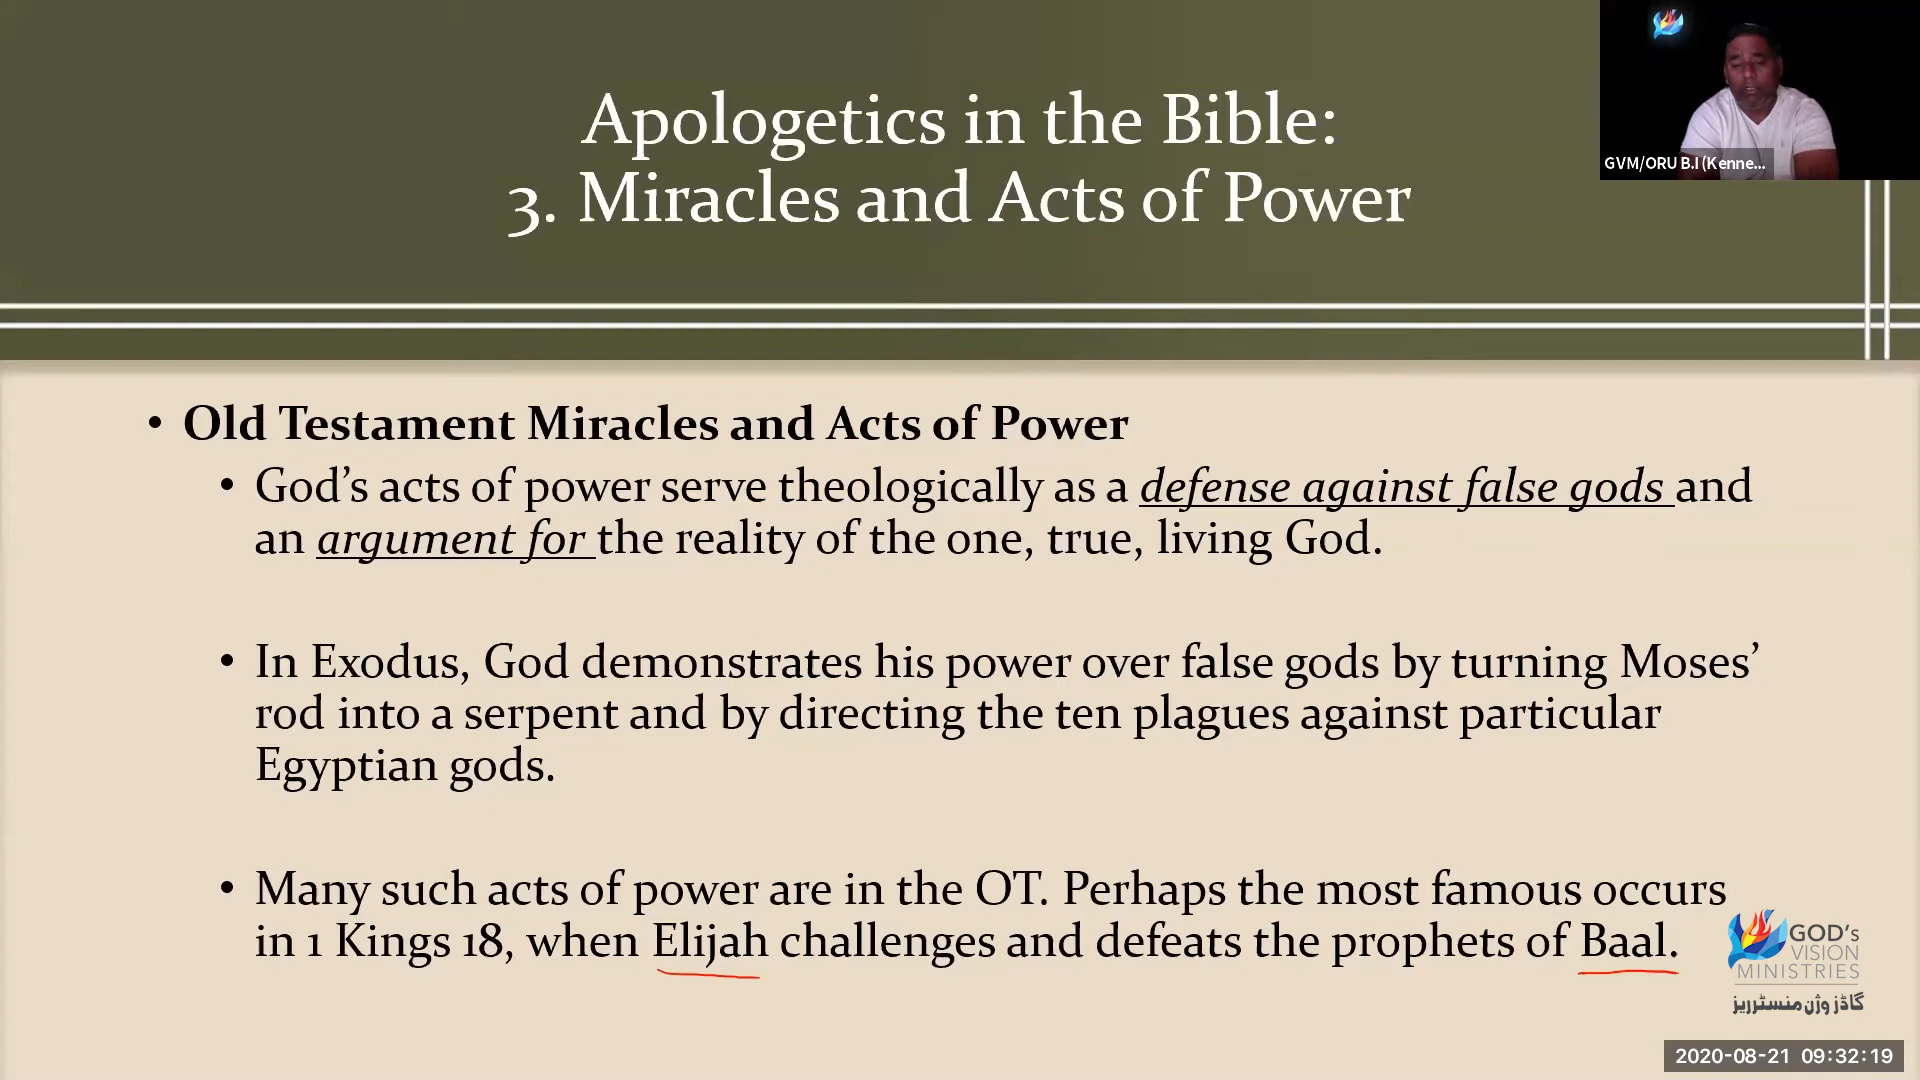 Apologetics in the Bible:
3. Miracles and Acts of Power
GVM/ORU B.I (Kenne...
• Old Testament Miracles and Acts of Power
• God’s acts of power serve theologically as a defense against false gods and
an argument for the reality of the one, true, living God.
• In Exodus, God demonstrates his power over false gods by turning Moses’
rod into a serpent and by directing the ten plagues against particular
Egyptian gods.
• Many such acts of power are in the OT. Perhaps the most famous occurs
in 1 Kings 18, when Elijah challenges and defeats the prophets of Baal.
GOD's
VISION
MINISTRIES
گاڈز وژن منسٹریز
2020-08-21 09:32:19